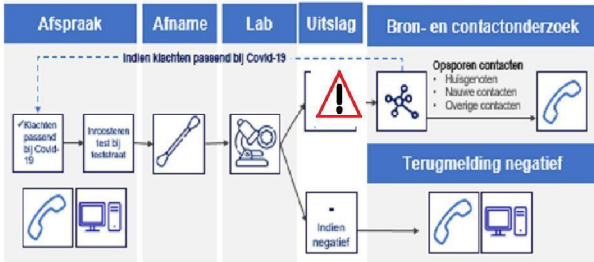 Afspraak
Afname
Lab
Uitslag
Bron- en contactonderzoek
Indien klachten passend bij Covid-19
Opsporen contacten
• Huisgenoten
• Nauwe contacten
• Overige contacten
✓Klachten
passend
bij Covid-
19
Inroosteren
test bij
teststraat
Terugmelding negatief
-
Indien
negatief